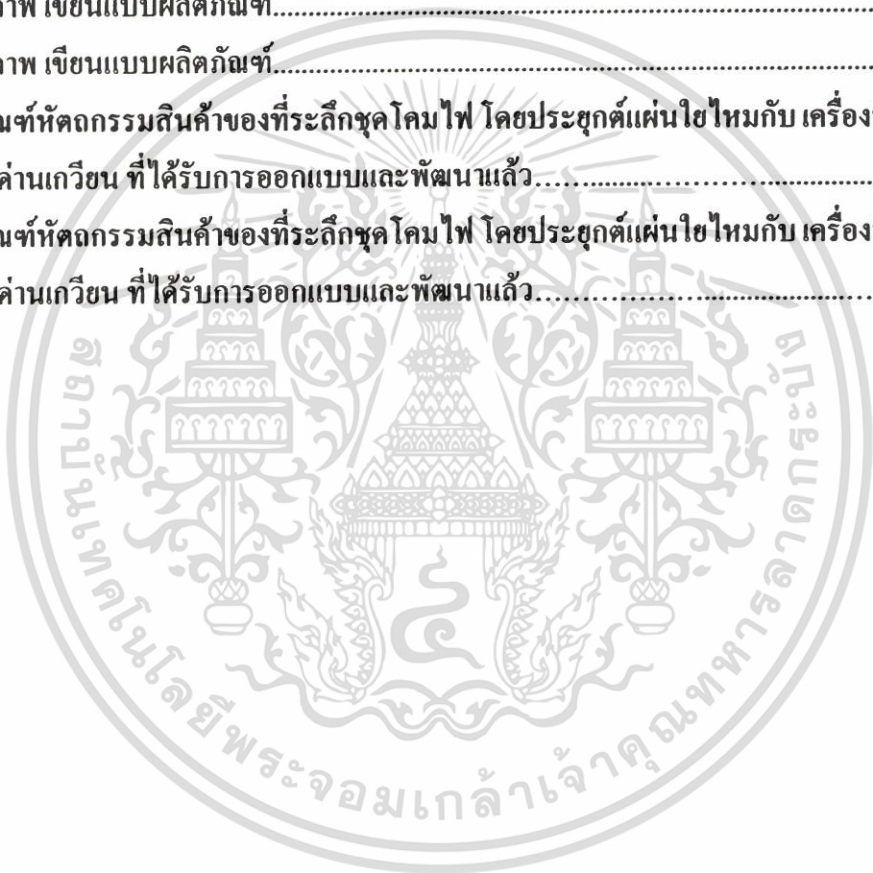 ภาพ เขียนแบบผลิตภัณฑ์
าพ เขียนแบบผลิตภัณฑ์
ณฑ์หัตถกรรมสินค้าของที่ระลึกชุดโคมไฟ โดยประยุกต์แผ่นใยไหมกับ เครื่อง
ด่านเกวียน ที่ได้รับการออกแบบและพัฒนาแล้ว
ณฑ์หัตถกรรมสินค้าของที่ระลึกชุดโคมไฟ โดยประยุกต์แผ่นใยไหมกับ เครื่อง
ด่านเกวียน ที่ได้รับการออกแบบและพัฒนาแล้ว
สถาบันเทคโนโลยีพระจอมเกล้าเจ้าคุณทหารลาดกระบัง
๔